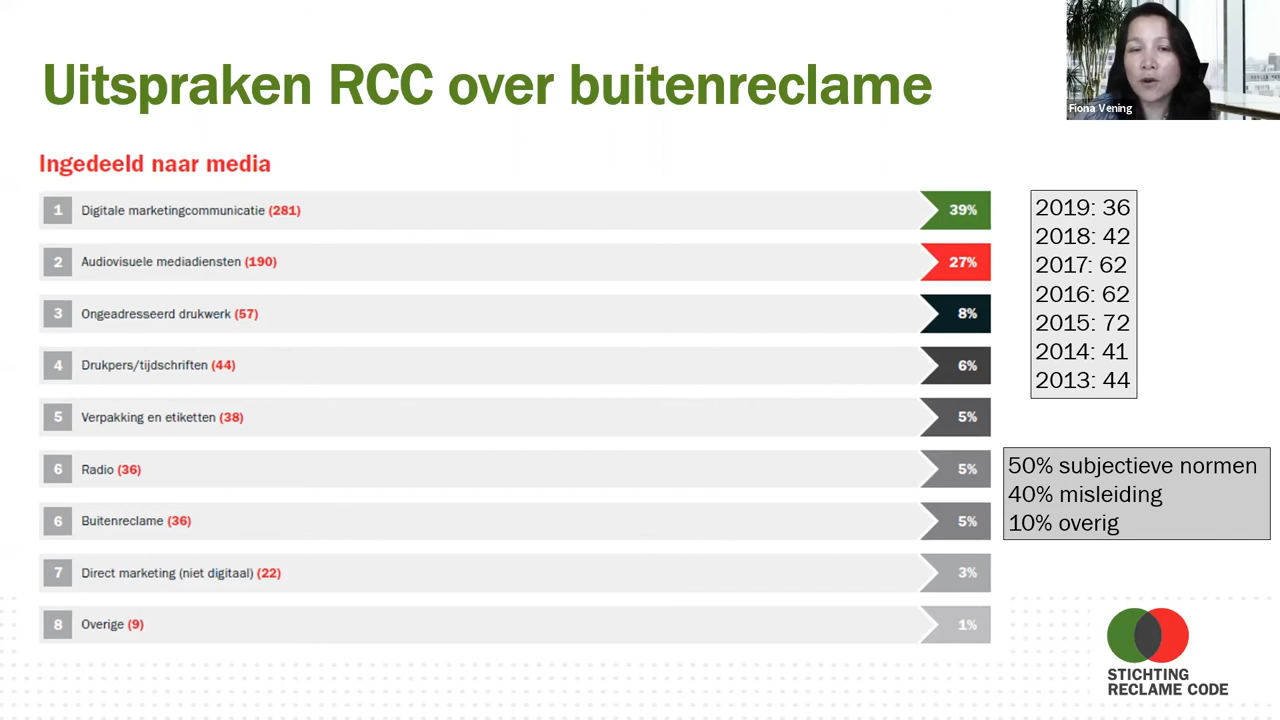 Uitspraken RCC over buitenreclame
Fiona Vening
Ingedeeld naar media
1 Digitale marketingcommunicatie (281) 39%
2 Audiovisuele mediadiensten (190) 27%
3 Ongeadresseerd drukwerk (57) 8%
4 Drukpers/tijdschriften (44) 6%
5 Verpakking en etiketten (38) 5%
6 Radio (36) 5%
6 Buitenreclame (36) 5%
7 Direct marketing (niet digitaal) (22) 3%
8 Overige (9) 1%
2019: 36
2018: 42
2017: 62
2016: 62
2015: 72
2014: 41
2013: 44
50% subjectieve normen
40% misleiding
10% overig
STICHTING
RECLAME CODE